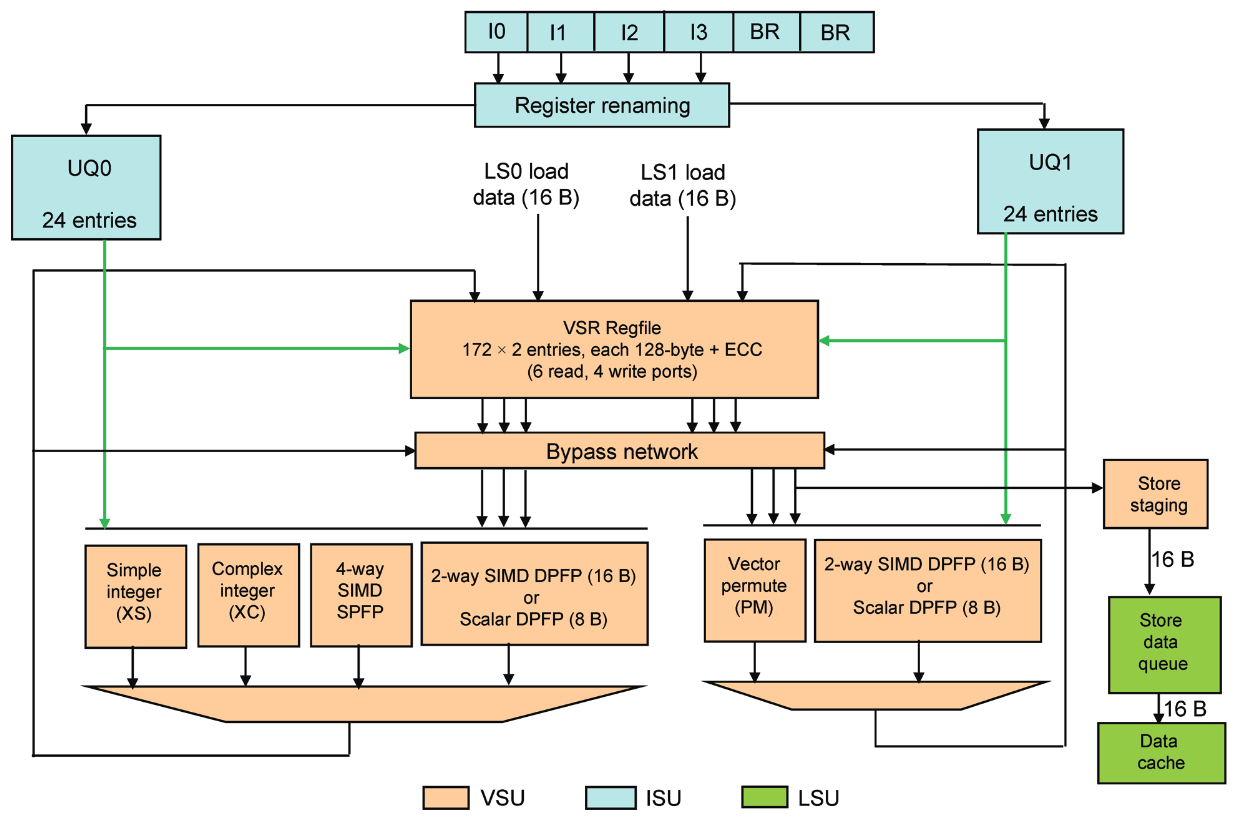 I0 I1 I2 I3 BR BR
Register renaming
UQ0
24 entries
LS0 load
data (16 B)
LS1 load
data (16 B)
UQ1
24 entries
VSR Regfile
172 × 2 entries, each 128-byte + ECC
(6 read, 4 write ports)
Bypass network
Store
staging
16 B
Simple
integer
(XS)
Complex
integer
(XC)
4-way
SIMD
SPFP
2-way SIMD DPFP (16 B)
or
Scalar DPFP (8 B)
Vector
permute
(PM)
2-way SIMD DPFP (16 B)
or
Scalar DPFP (8 B)
Store
data
queue
16 B
Data
cache
VSU
ISU
LSU